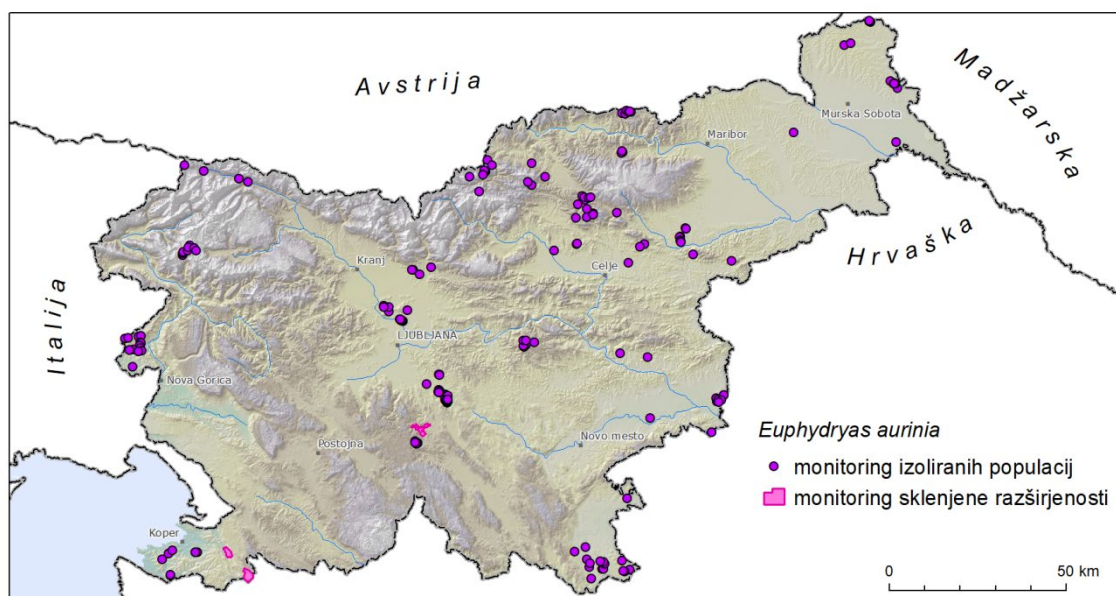 Avstrija
Madžarska
Murska Sobota
Maribor
Hrvaška
Kranj
Celje
Italija
LJUBLJANA
Nova Gorica
Postojna
Novo mesto
Koper
Euphydryas aurinia
monitoring izoliranih populacij
monitoring sklenjene razširjenosti
0 50 km